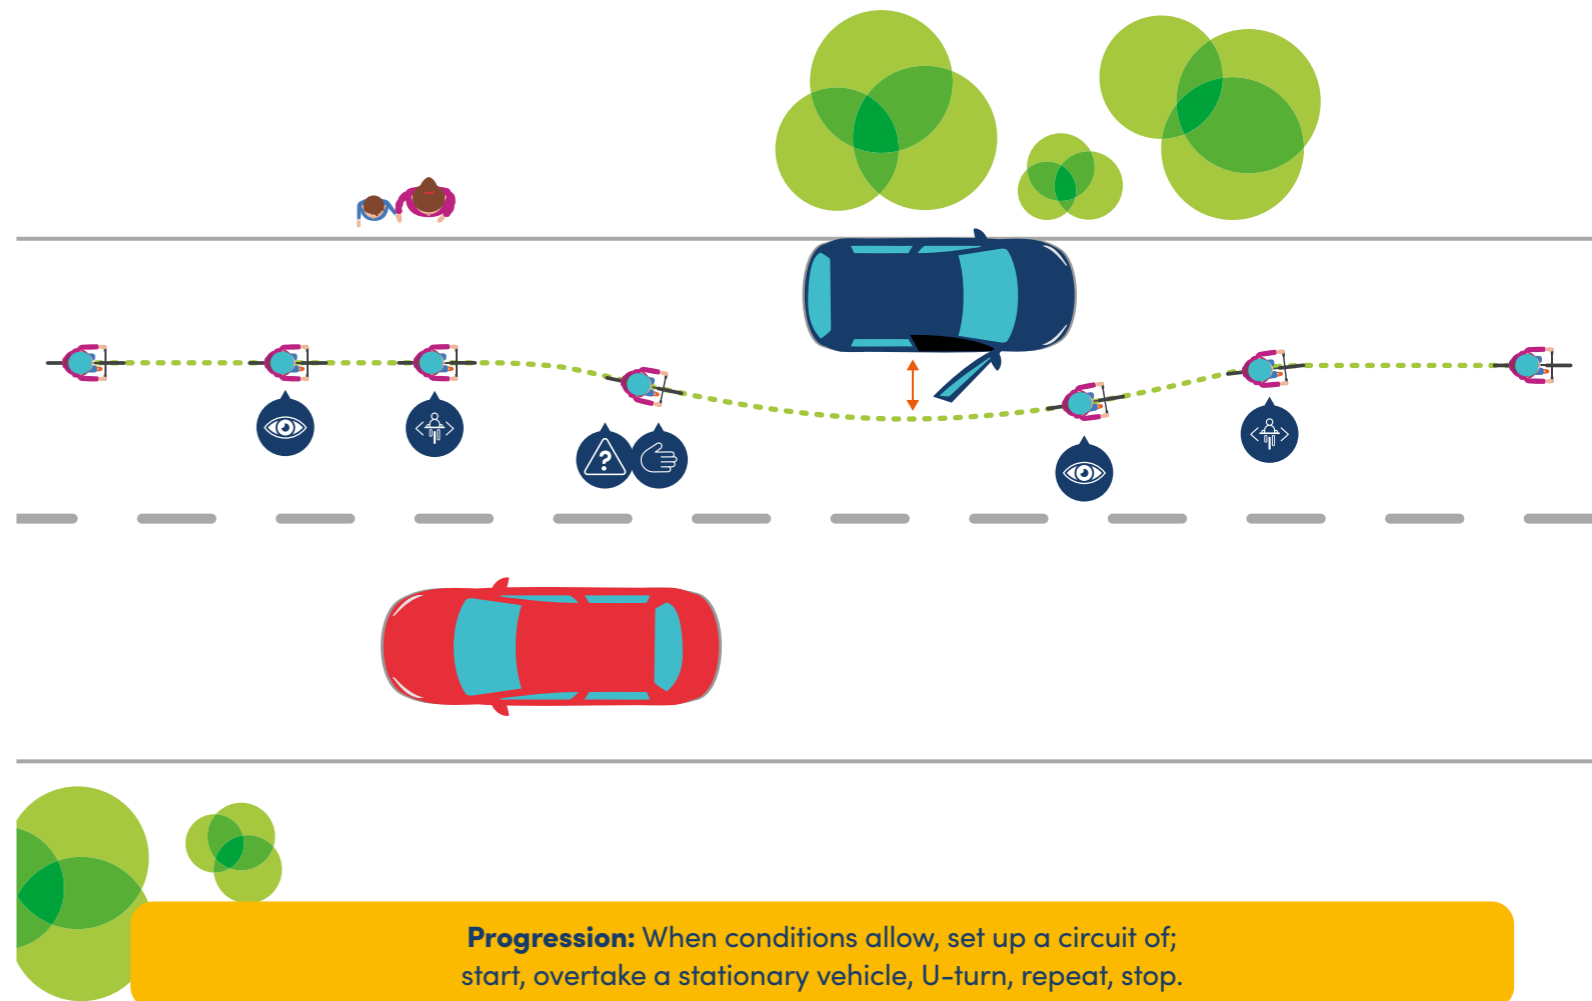 ?
Progression: When conditions allow, set up a circuit of;
start, overtake a stationary vehicle, U-turn, repeat, stop.